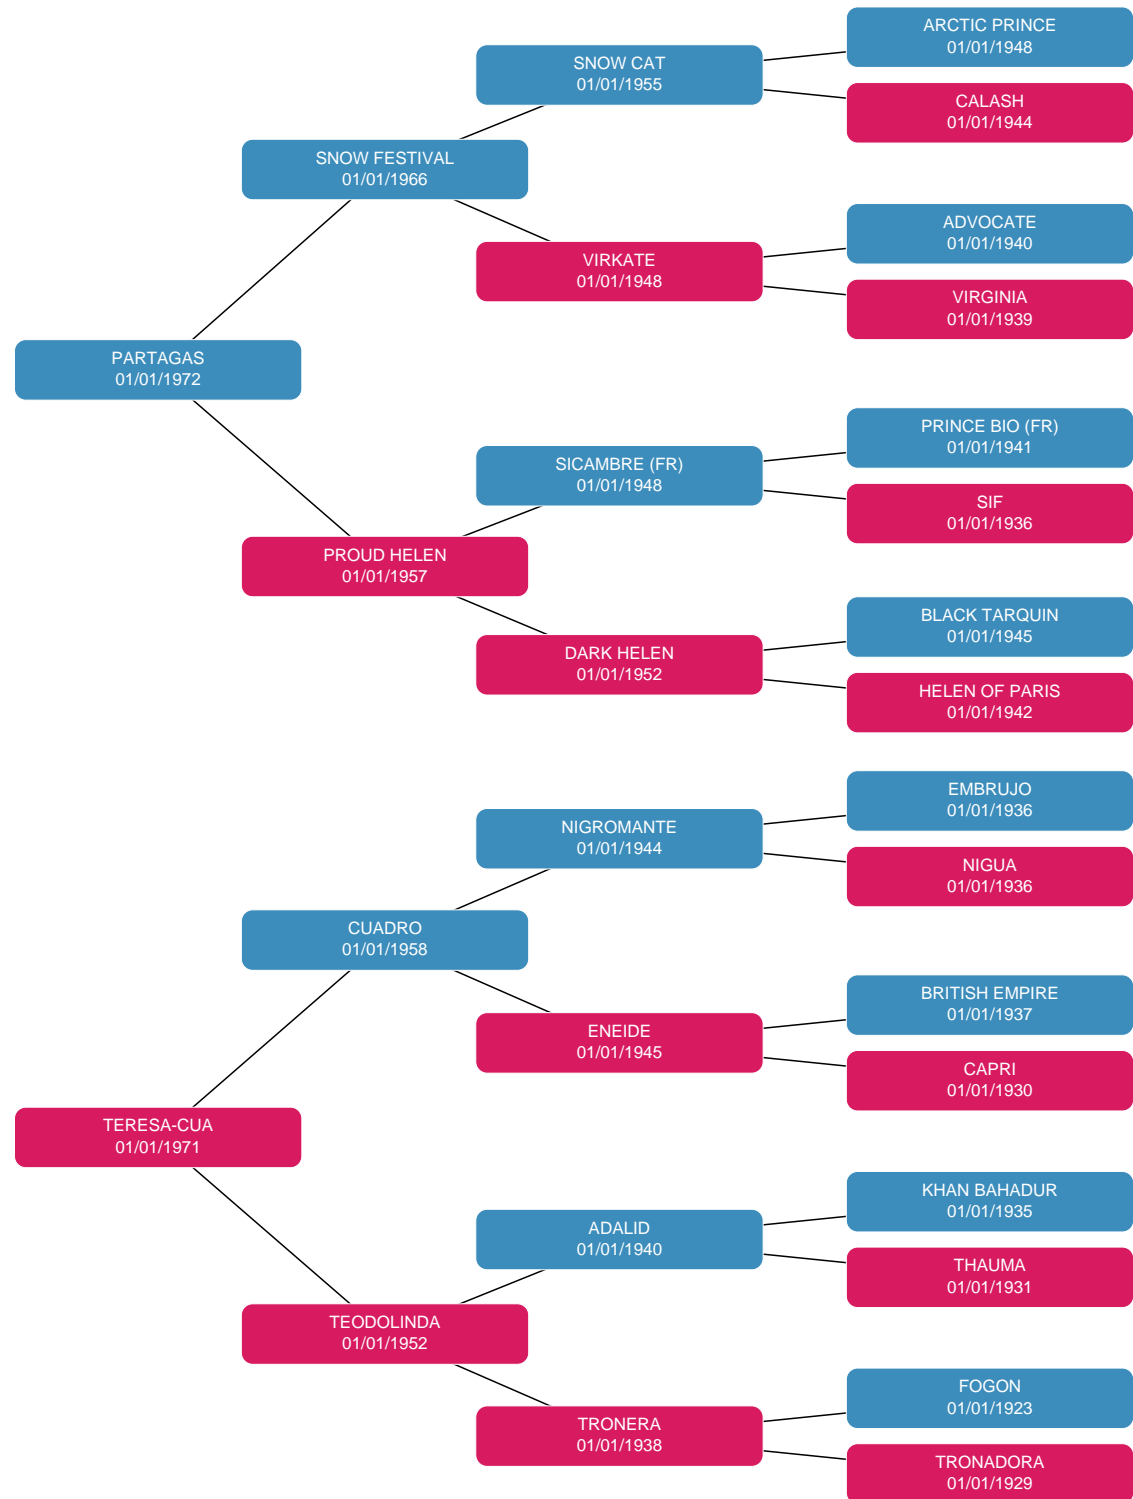 ARCTIC PRINCE
01/01/1948
SNOW CAT
01/01/1955
CALASH
01/01/1944
SNOW FESTIVAL
01/01/1966
ADVOCATE
01/01/1940
VIRKATE
01/01/1948
VIRGINIA
01/01/1939
PARTAGAS
01/01/1972
PRINCE BIO (FR)
01/01/1941
SICAMBRE (FR)
01/01/1948
SIF
01/01/1936
PROUD HELEN
01/01/1957
BLACK TARQUIN
01/01/1945
DARK HELEN
01/01/1952
HELEN OF PARIS
01/01/1942
EMBRUJO
01/01/1936
NIGROMANTE
01/01/1944
NIGUA
01/01/1936
CUADRO
01/01/1958
BRITISH EMPIRE
01/01/1937
ENEIDE
01/01/1945
CAPRI
01/01/1930
TERESA-CUA
01/01/1971
KHAN BAHADUR
01/01/1935
ADALID
01/01/1940
THAUMA
01/01/1931
TEODOLINDA
01/01/1952
FOGON
01/01/1923
TRONERA
01/01/1938
TRONADORA
01/01/1929